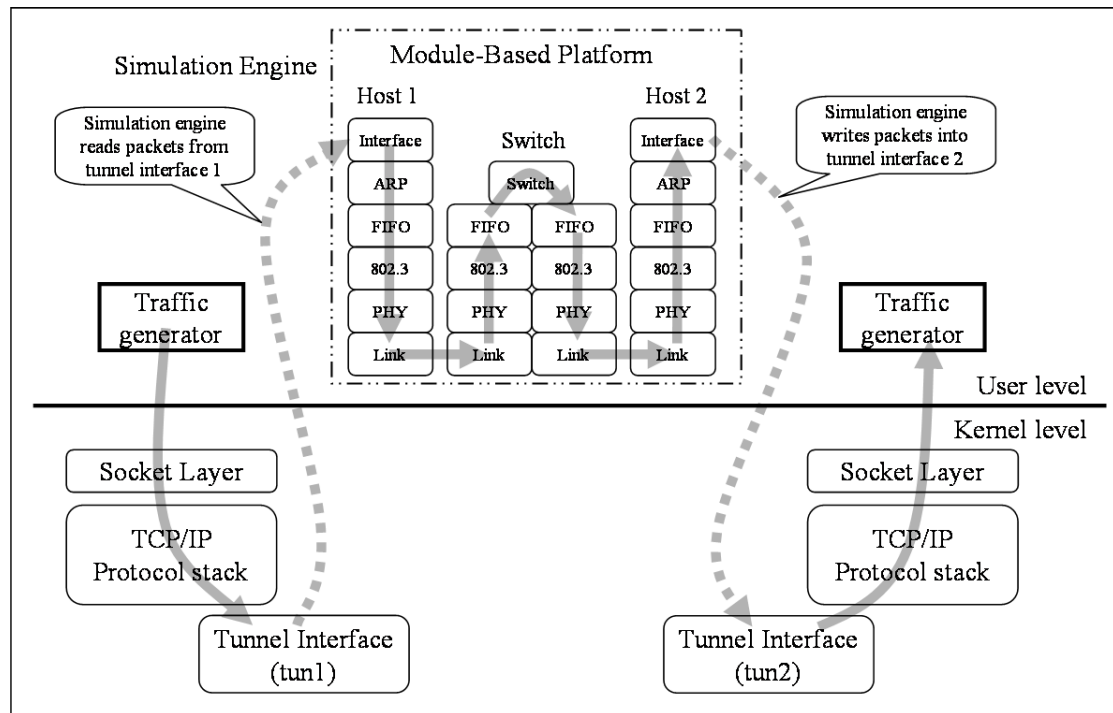 Simulation Engine
Module-Based Platform
Host 1
Host 2
Switch
Simulation engine
reads packets from
tunnel interface 1
Simulation engine
writes packets into
tunnel interface 2
Interface
ARP
FIFO
802.3
PHY
Link
Switch
FIFO
802.3
PHY
Link
FIFO
802.3
PHY
Link
Interface
ARP
FIFO
802.3
PHY
Link
Traffic
generator
Traffic
generator
User level
Kernel level
Socket Layer
TCP/IP
Protocol stack
Tunnel Interface
(tun1)
Socket Layer
TCP/IP
Protocol stack
Tunnel Interface
(tun2)